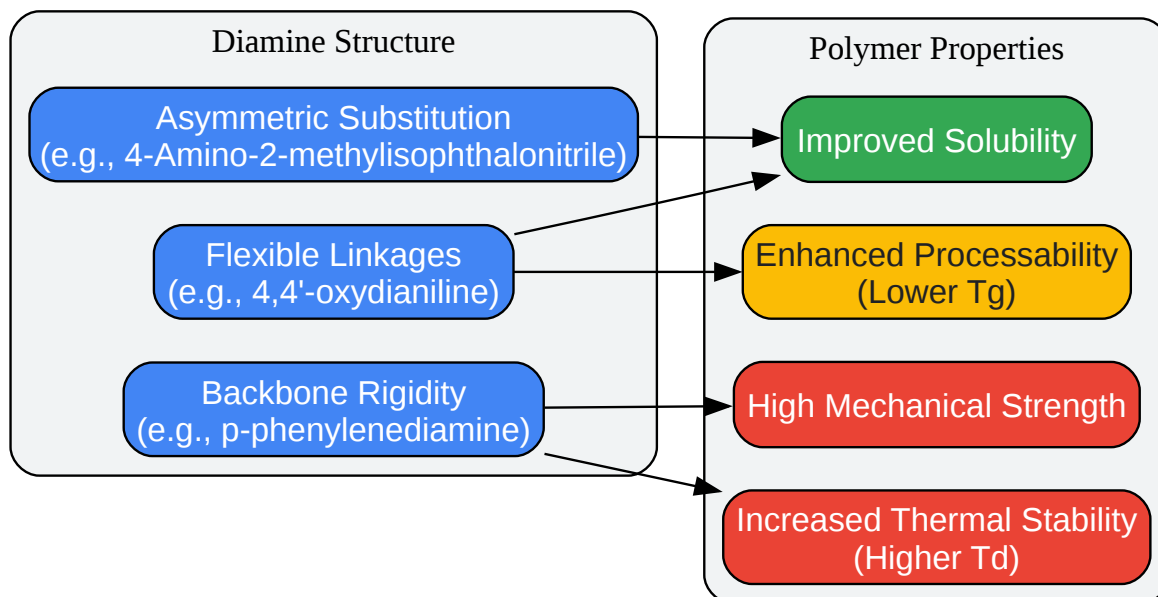 Diamine Structure
Asymmetric Substitution
(e.g., 4-Amino-2-methylisophthalonitrile)
Flexible Linkages
(e.g., 4,4'-oxydianiline)
Backbone Rigidity
(e.g., p-phenylenediamine)
Polymer Properties
Improved Solubility
Enhanced Processability
(Lower Tg)
High Mechanical Strength
Increased Thermal Stability
(Higher Td)